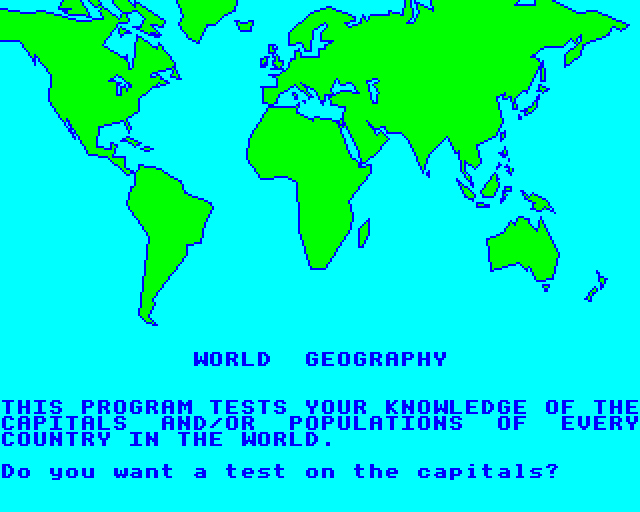 WORLD  GEOGRAPHY
THIS PROGRAM TESTS YOUR KNOWLEDGE OF THE
CAPITALS  AND/OR  POPULATIONS  OF  EVERY
COUNTRY IN THE WORLD.
Do you want a test on the capitals?